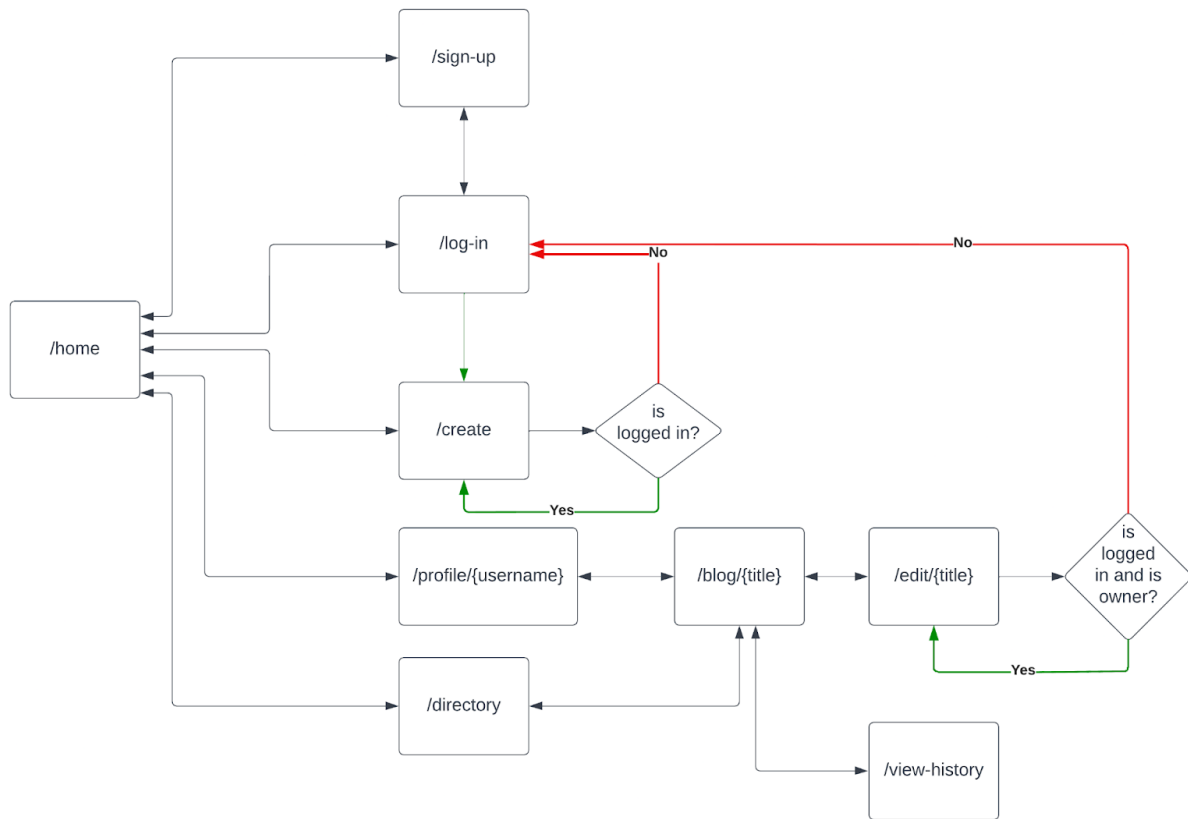 /sign-up
/log-in
No
No
/home
is
logged in?
/create
Yes
is
logged
in and is
owner?
/profile/{username}
/blog/{title}
/edit/{title}
Yes
/directory
/view-history